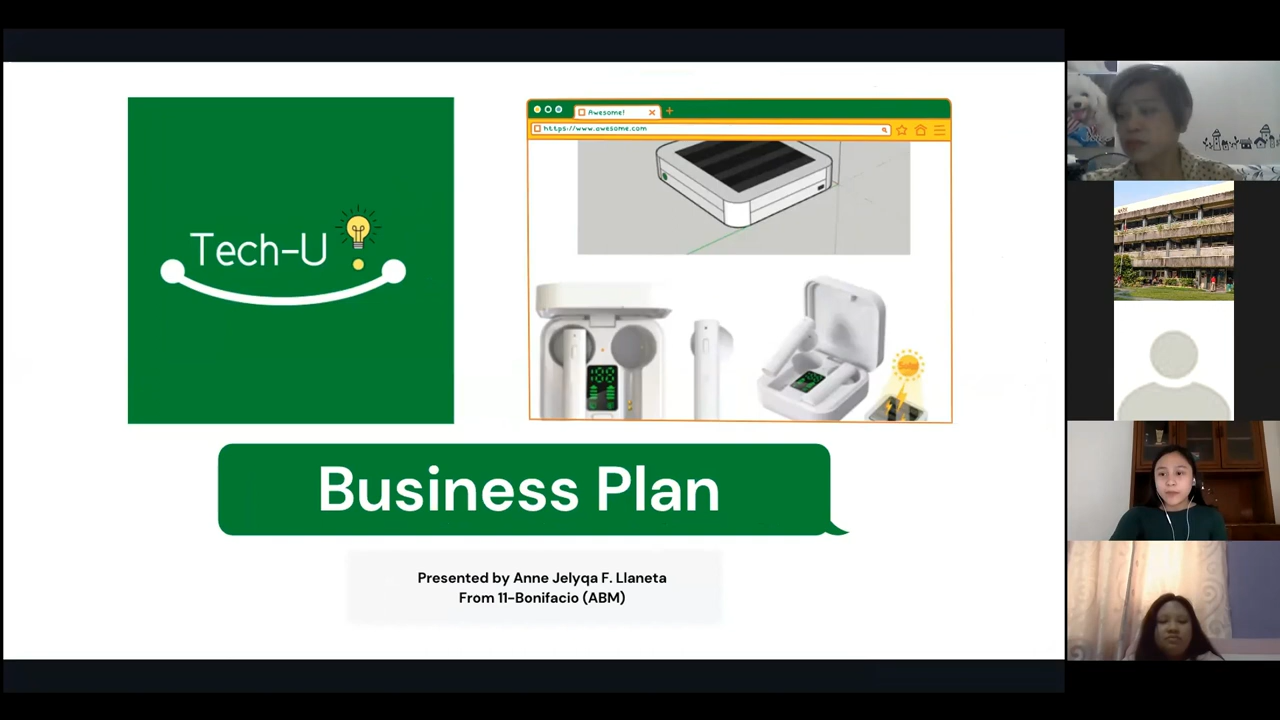 Tech-U
Awesome!
https://www.awesome.com
Business Plan
Presented by Anne Jelyqa F. Llaneta
From 11-Bonifacio (ABM)